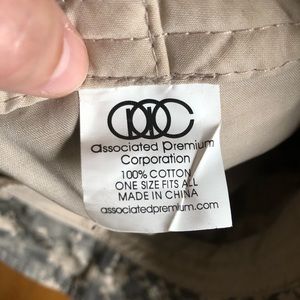 associated premium
Corporation
100% COTTON
ONE SIZE FITS ALL
MADE IN CHINA
associatedpremium.com